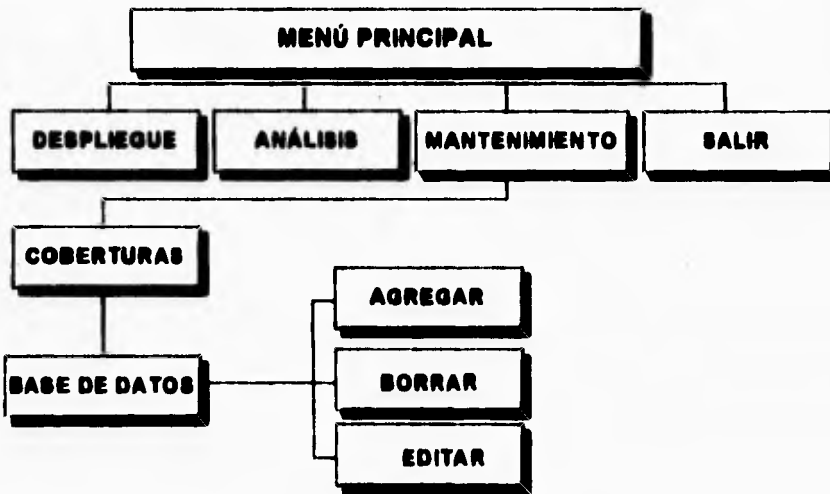 MENÚ PRINCIPAL
DESPLIEGUE
ANÁLISIS
MANTENIMIENTO
SALIR
COBERTURAS
AGREGAR
BASE DE DATOS
BORRAR
EDITAR